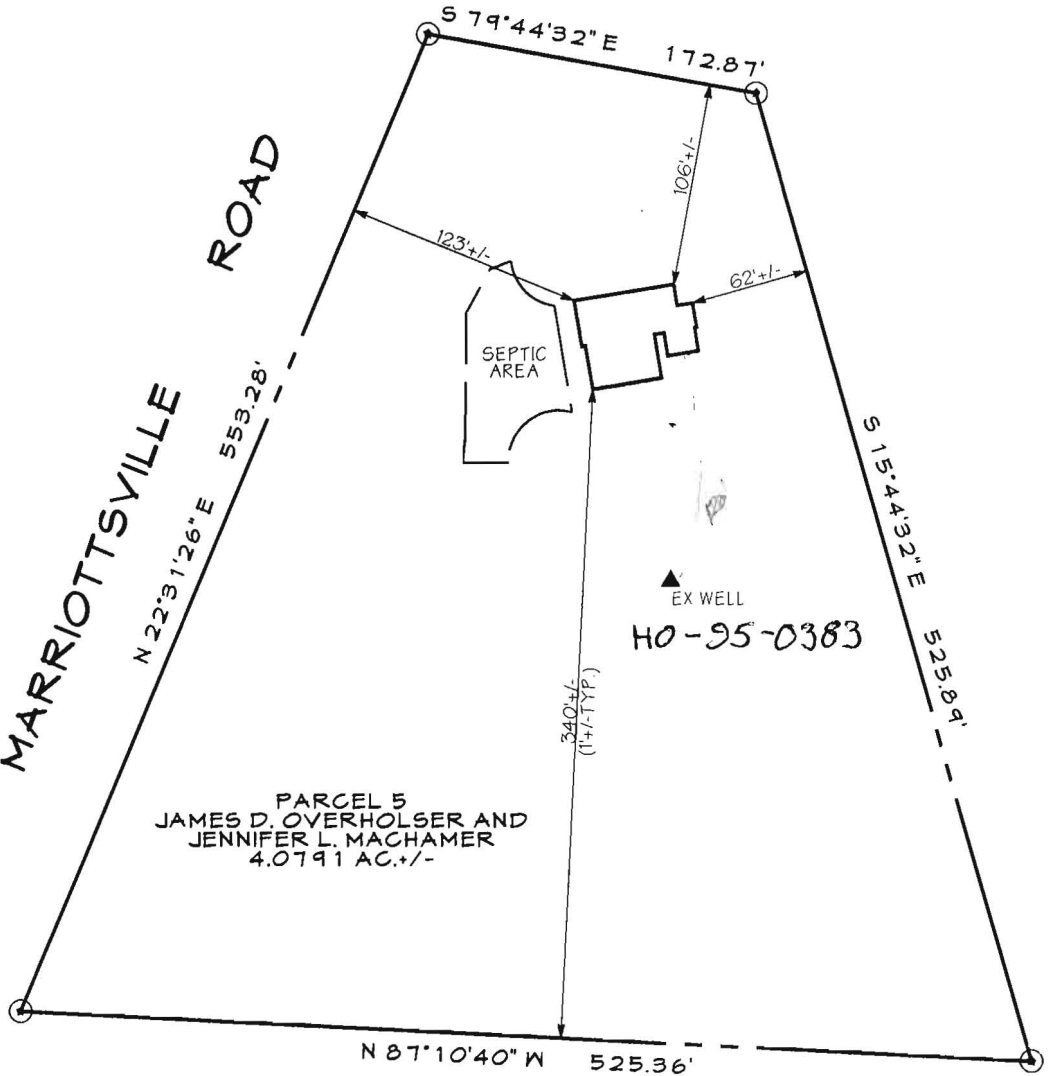 S 79°44'32" E 172.87'
MARRIOTTSVILLE ROAD
N 22°31'26" E 553.28'
123'+/-
106'+/-
62'+/-
SEPTIC
AREA
S 15°44'32" E 525.89'
EX WELL
HO-95-0383
340'+/-
(1'+/-TYP.)
PARCEL 5
JAMES D. OVERHOLSER AND
JENNIFER L. MACHAMER
4.0791 AC.+/-
N 87°10'40" W 525.36'